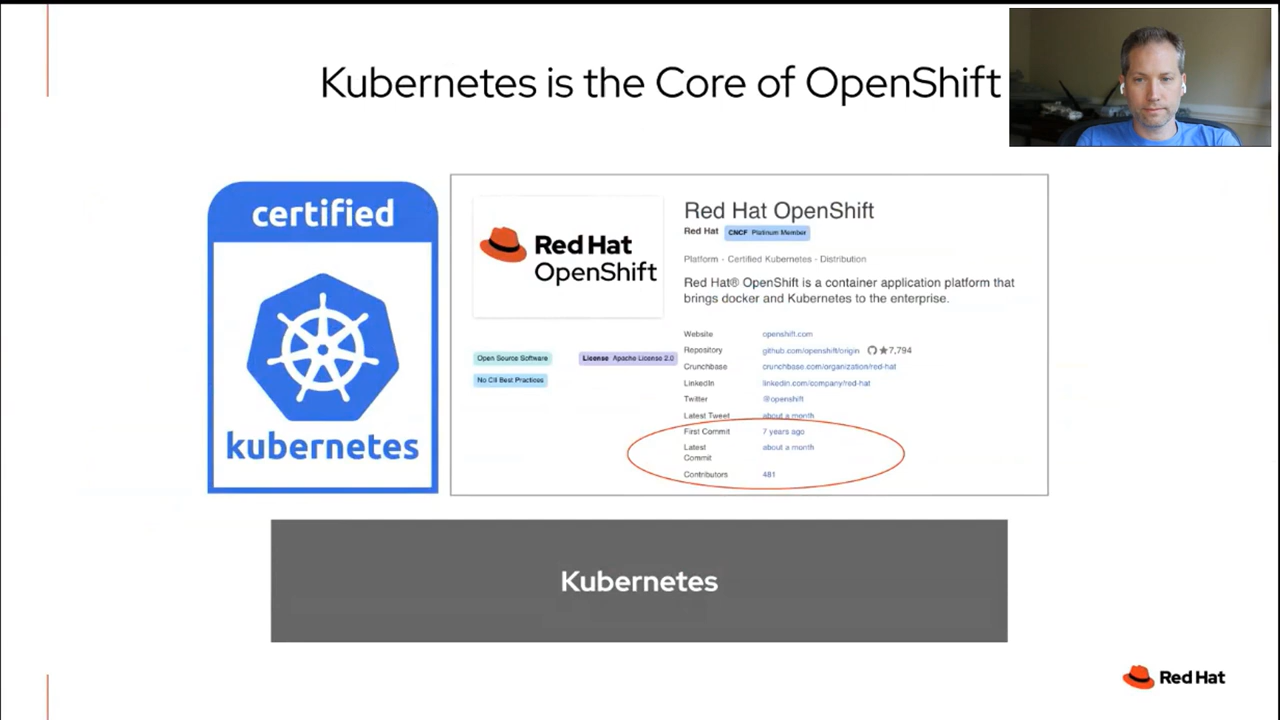 Kubernetes is the Core of OpenShift
certified
kubernetes
Red Hat
OpenShift
Open Source Software
License Apache License 2.0
No CII Best Practices
Red Hat OpenShift
Red Hat CNCF Platinum Member
Platform - Certified Kubernetes - Distribution
Red Hat® OpenShift is a container application platform that
brings docker and Kubernetes to the enterprise.
Website openshift.com
Repository github.com/openshift/origin ★7,794
Crunchbase crunchbase.com/organization/red-hat
LinkedIn linkedin.com/company/red-hat
Twitter @openshift
Latest Tweet about a month
First Commit 7 years ago
Latest about a month
Commit
Contributors 481
Kubernetes
Red Hat